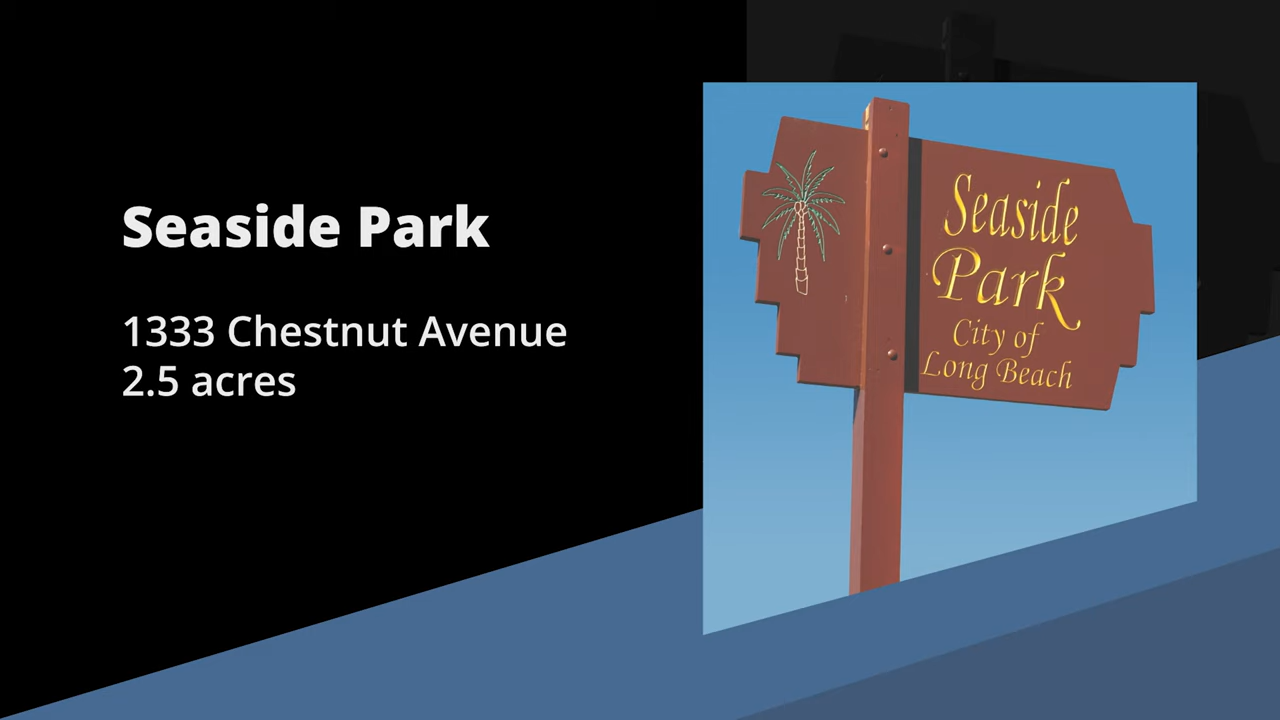 Seaside Park
1333 Chestnut Avenue
2.5 acres
Seaside
Park
City of
Long Beach